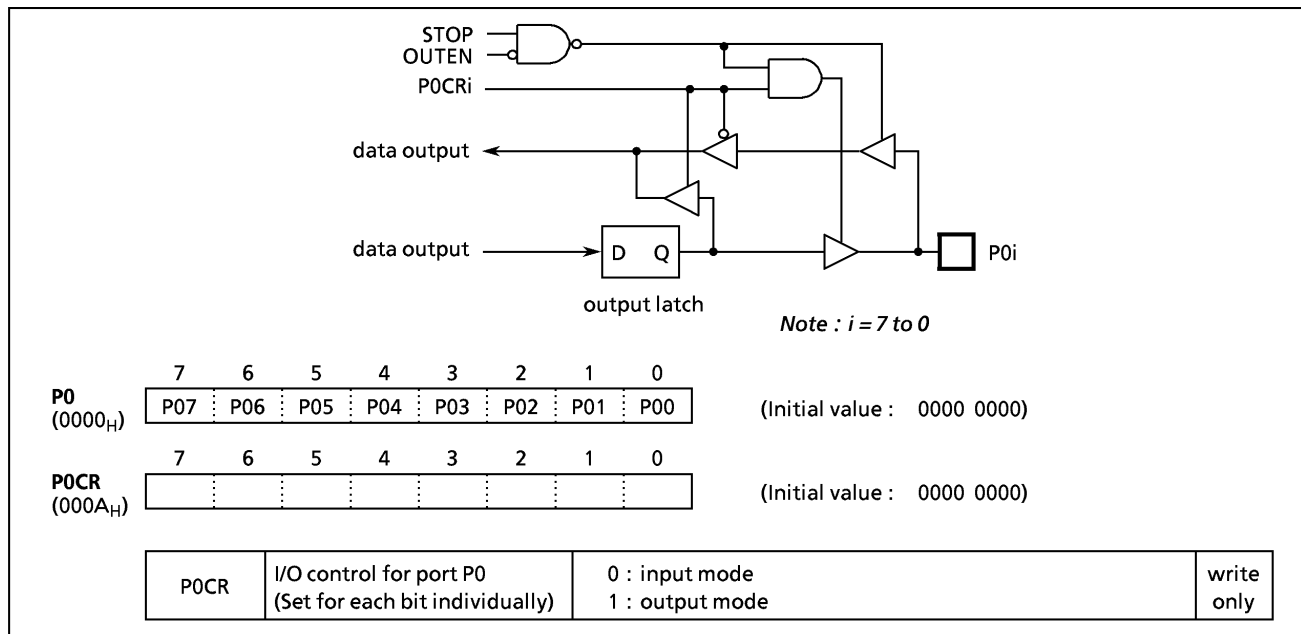 STOP
OUTEN
P0CRi
data output
data output
D Q
P0i
output latch
Note : i = 7 to 0
7 6 5 4 3 2 1 0
P0 P07 P06 P05 P04 P03 P02 P01 P00 (Initial value : 0000 0000)
(0000H)
7 6 5 4 3 2 1 0
P0CR (Initial value : 0000 0000)
(000AH)
P0CR I/O control for port P0 0 : input mode write
(Set for each bit individually) 1 : output mode only